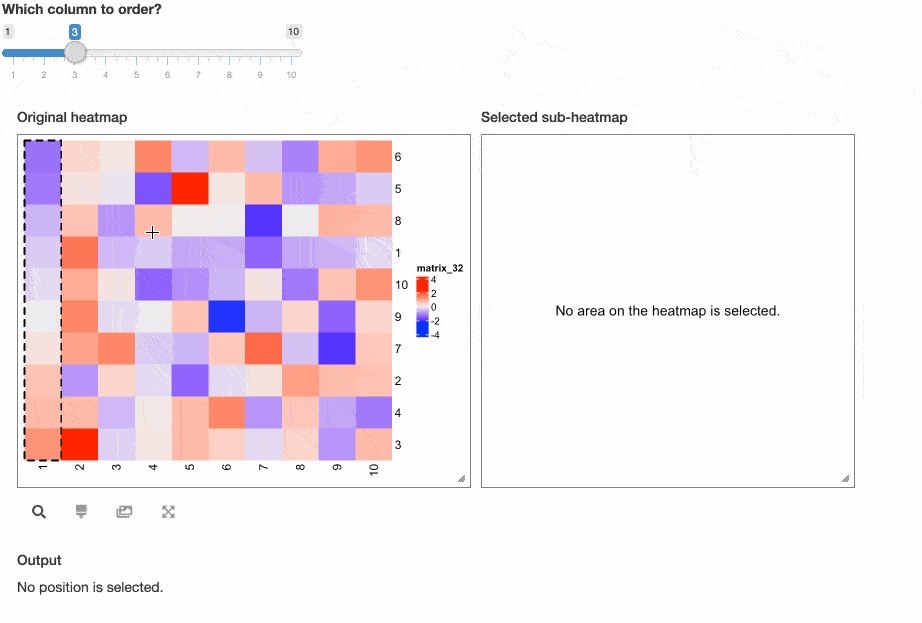 Which column to order?
1 3 10
1 2 3 4 5 6 7 8 9 10
Original heatmap
Selected sub-heatmap
6
5
8
1
10
9
7
2
4
3
matrix_32
4
2
0
-2
-4
No area on the heatmap is selected.
1 2 3 4 5 6 7 8 9 10
Output
No position is selected.